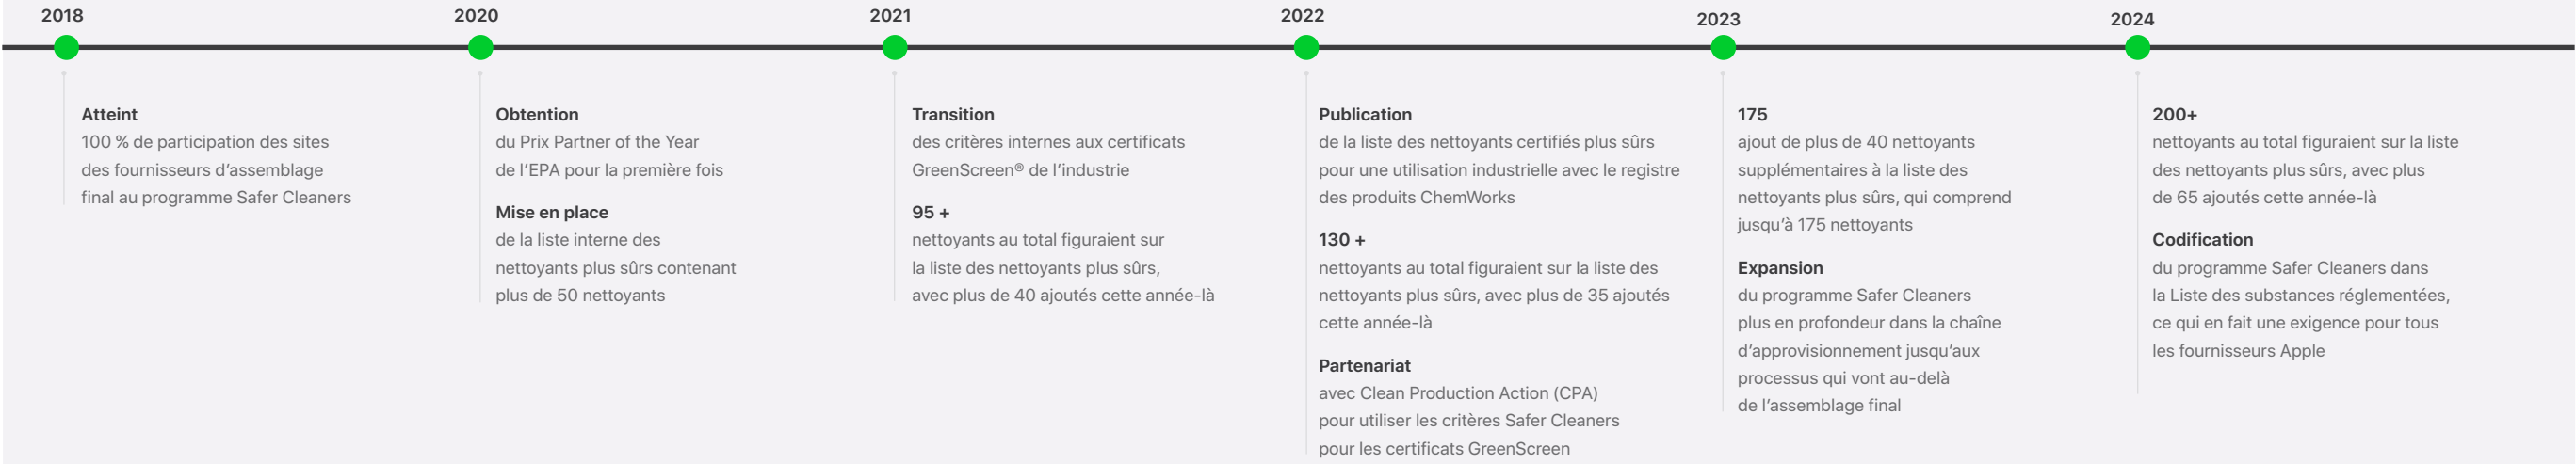 2018
Atteint
100 % de participation des sites
des fournisseurs d’assemblage
final au programme Safer Cleaners
2020
Obtention
du Prix Partner of the Year
de l’EPA pour la première fois
Mise en place
de la liste interne des
nettoyants plus sûrs contenant
plus de 50 nettoyants
2021
Transition
des critères internes aux certificats
GreenScreen® de l’industrie
95 +
nettoyants au total figuraient sur
la liste des nettoyants plus sûrs,
avec plus de 40 ajoutés cette année-là
2022
Publication
de la liste des nettoyants certifiés plus sûrs
pour une utilisation industrielle avec le registre
des produits ChemWorks
130 +
nettoyants au total figuraient sur la liste des
nettoyants plus sûrs, avec plus de 35 ajoutés
cette année-là
Partenariat
avec Clean Production Action (CPA)
pour utiliser les critères Safer Cleaners
pour les certificats GreenScreen
2023
175
ajout de plus de 40 nettoyants
supplémentaires à la liste des
nettoyants plus sûrs, qui comprend
jusqu’à 175 nettoyants
Expansion
du programme Safer Cleaners
plus en profondeur dans la chaîne
d’approvisionnement jusqu’aux
processus qui vont au-delà
de l’assemblage final
2024
200+
nettoyants au total figuraient sur la liste
des nettoyants plus sûrs, avec plus
de 65 ajoutés cette année-là
Codification
du programme Safer Cleaners dans
la Liste des substances réglementées,
ce qui en fait une exigence pour tous
les fournisseurs Apple